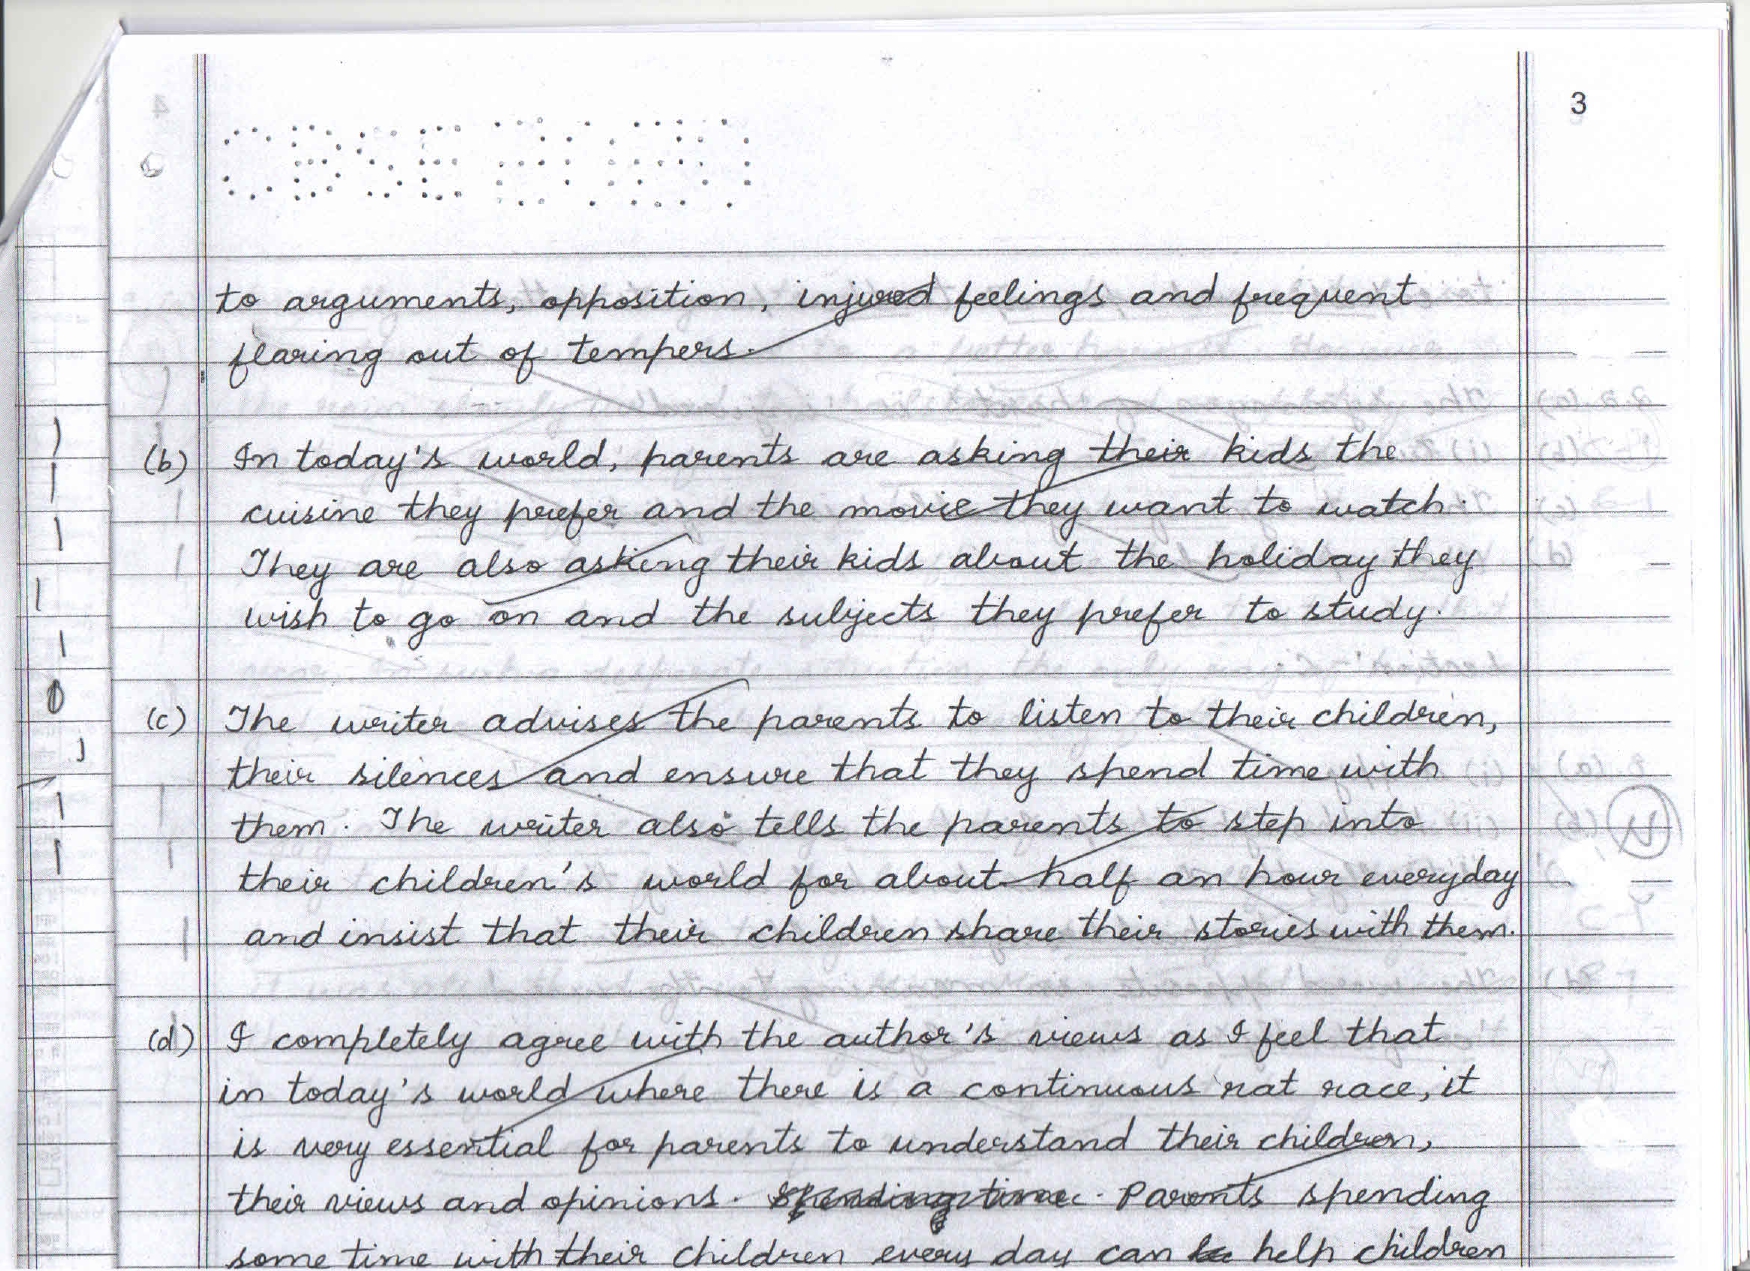 3
CBSE
to arguments, opposition, injured feelings and frequent
flaring out of tempers.
(b) In today's world, parents are asking their kids the
cuisine they prefer and the movie they want to watch.
They are also asking their kids about the holiday they
wish to go on and the subjects they prefer to study.
(c) The writer advises the parents to listen to their children,
their silences and ensure that they spend time with
them. The writer also tells the parents to step into
their children's world for about half an hour everyday
and insist that their children share their stories with them.
(d) I completely agree with the author's views as I feel that
in today's world where there is a continuous rat race, it
is very essential for parents to understand their children,
their views and opinions. Parents spending
some time with their children every day can help children